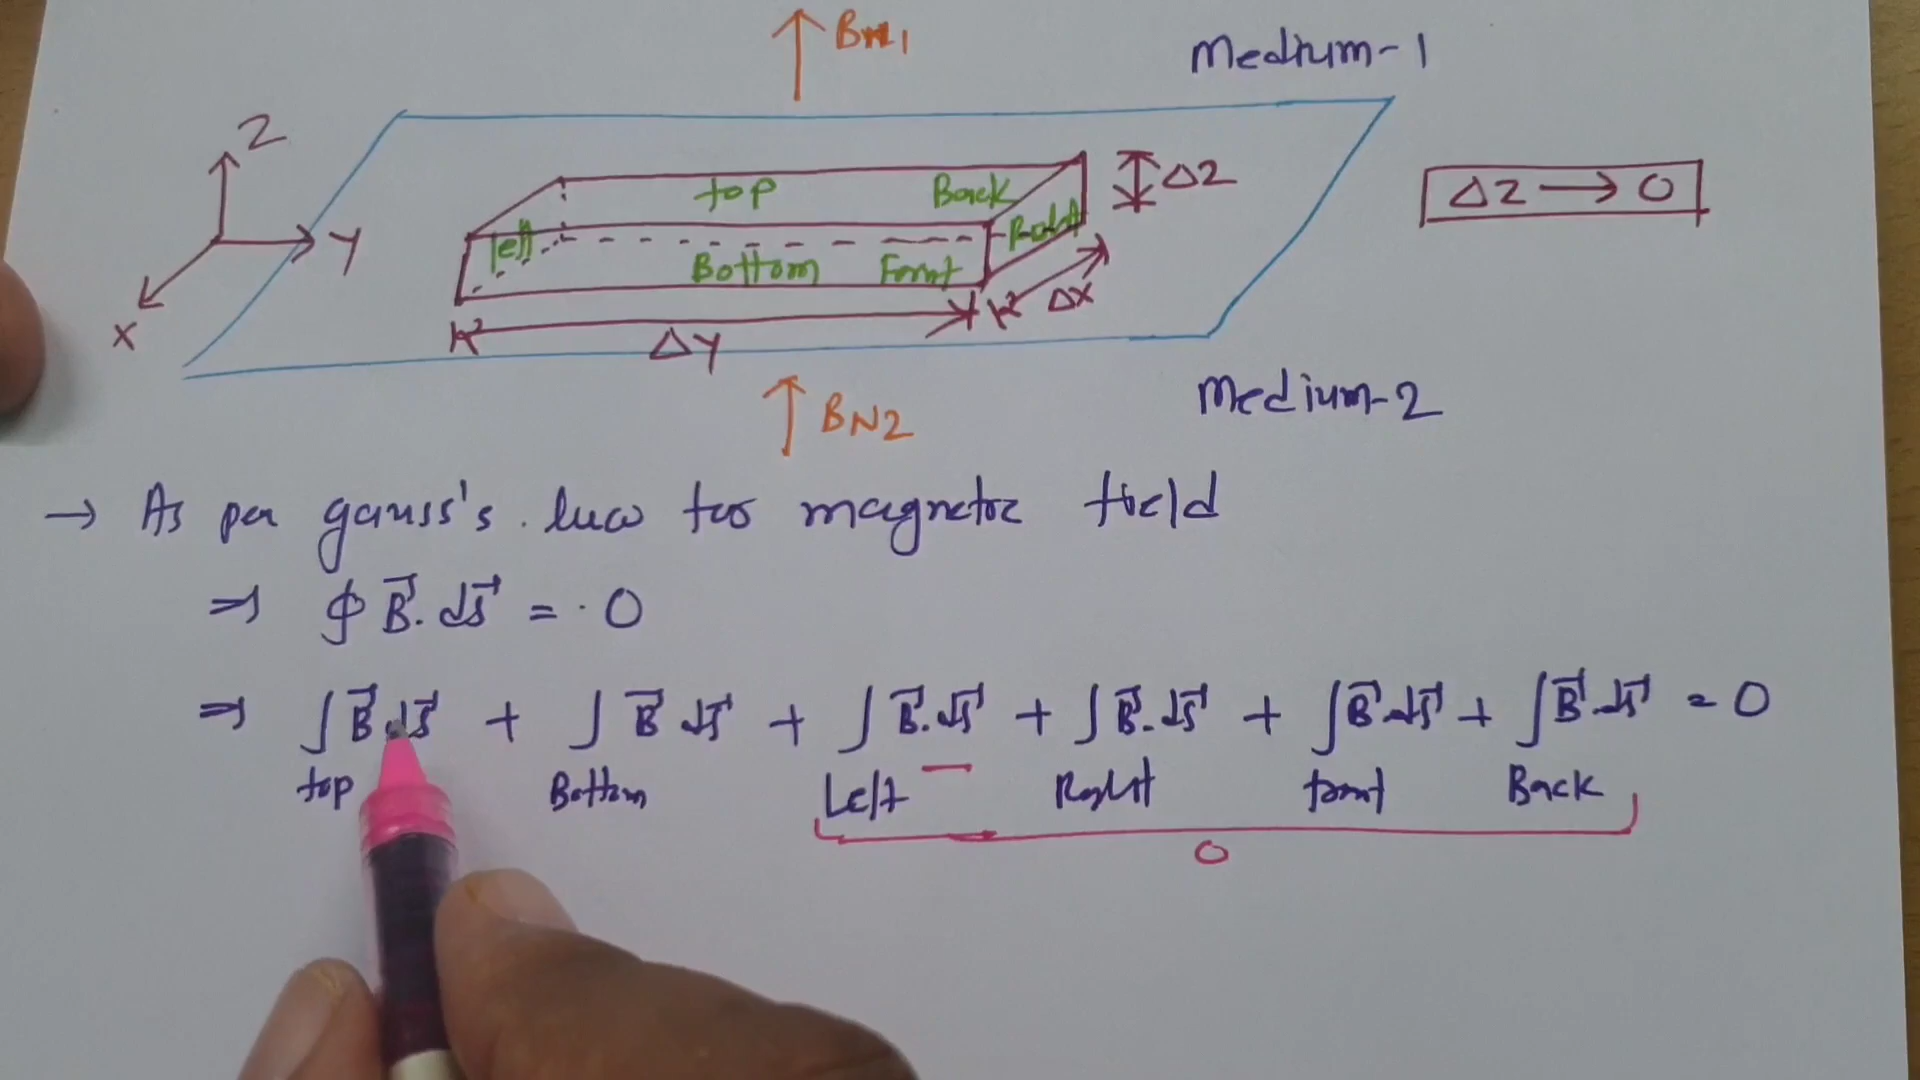 BN1
Medium-1
Z
Y
X
top
Back
left
Right
Bottom
Front
ΔZ
ΔX
ΔY
ΔZ → 0
BN2
Medium-2
→ As per gauss's law for magnetic field
⇒ ∮ B⃗. ds⃗ = 0
⇒ ∫ B⃗ ds⃗ + ∫ B⃗ ds⃗ + ∫ B⃗. ds⃗ + ∫ B⃗. ds⃗ + ∫ B⃗. ds⃗ + ∫ B⃗. ds⃗ = 0
top Bottom Left Right front Back
0